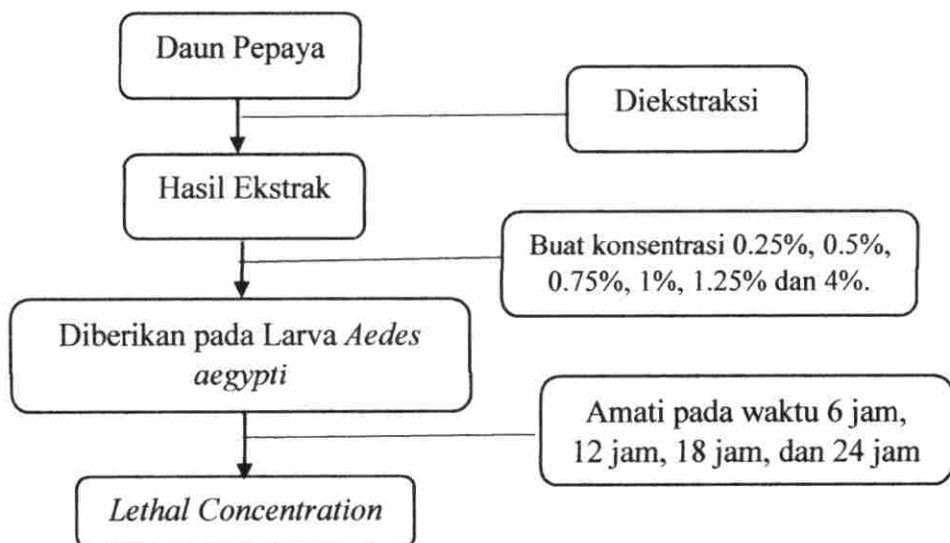 Daun Pepaya
Diekstraksi
Hasil Ekstrak
Buat konsentrasi 0.25%, 0.5%,
0.75%, 1%, 1.25% dan 4%.
Diberikan pada Larva Aedes
aegypti
Amati pada waktu 6 jam,
12 jam, 18 jam, dan 24 jam
Lethal Concentration